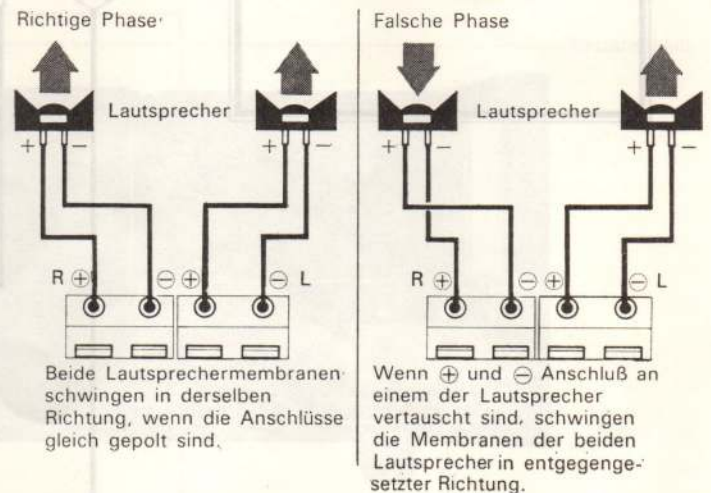 Richtige Phase
Lautsprecher
+ − + −
R ⊕ ⊖ ⊕ ⊖ L
Beide Lautsprechermembranen
schwingen in derselben
Richtung, wenn die Anschlüsse
gleich gepolt sind.
Falsche Phase
Lautsprecher
+ − + −
R ⊕ ⊖ ⊕ ⊖ L
Wenn ⊕ und ⊖ Anschluß an
einem der Lautsprecher
vertauscht sind, schwingen
die Membranen der beiden
Lautsprecher in entgegenge-
setzter Richtung.